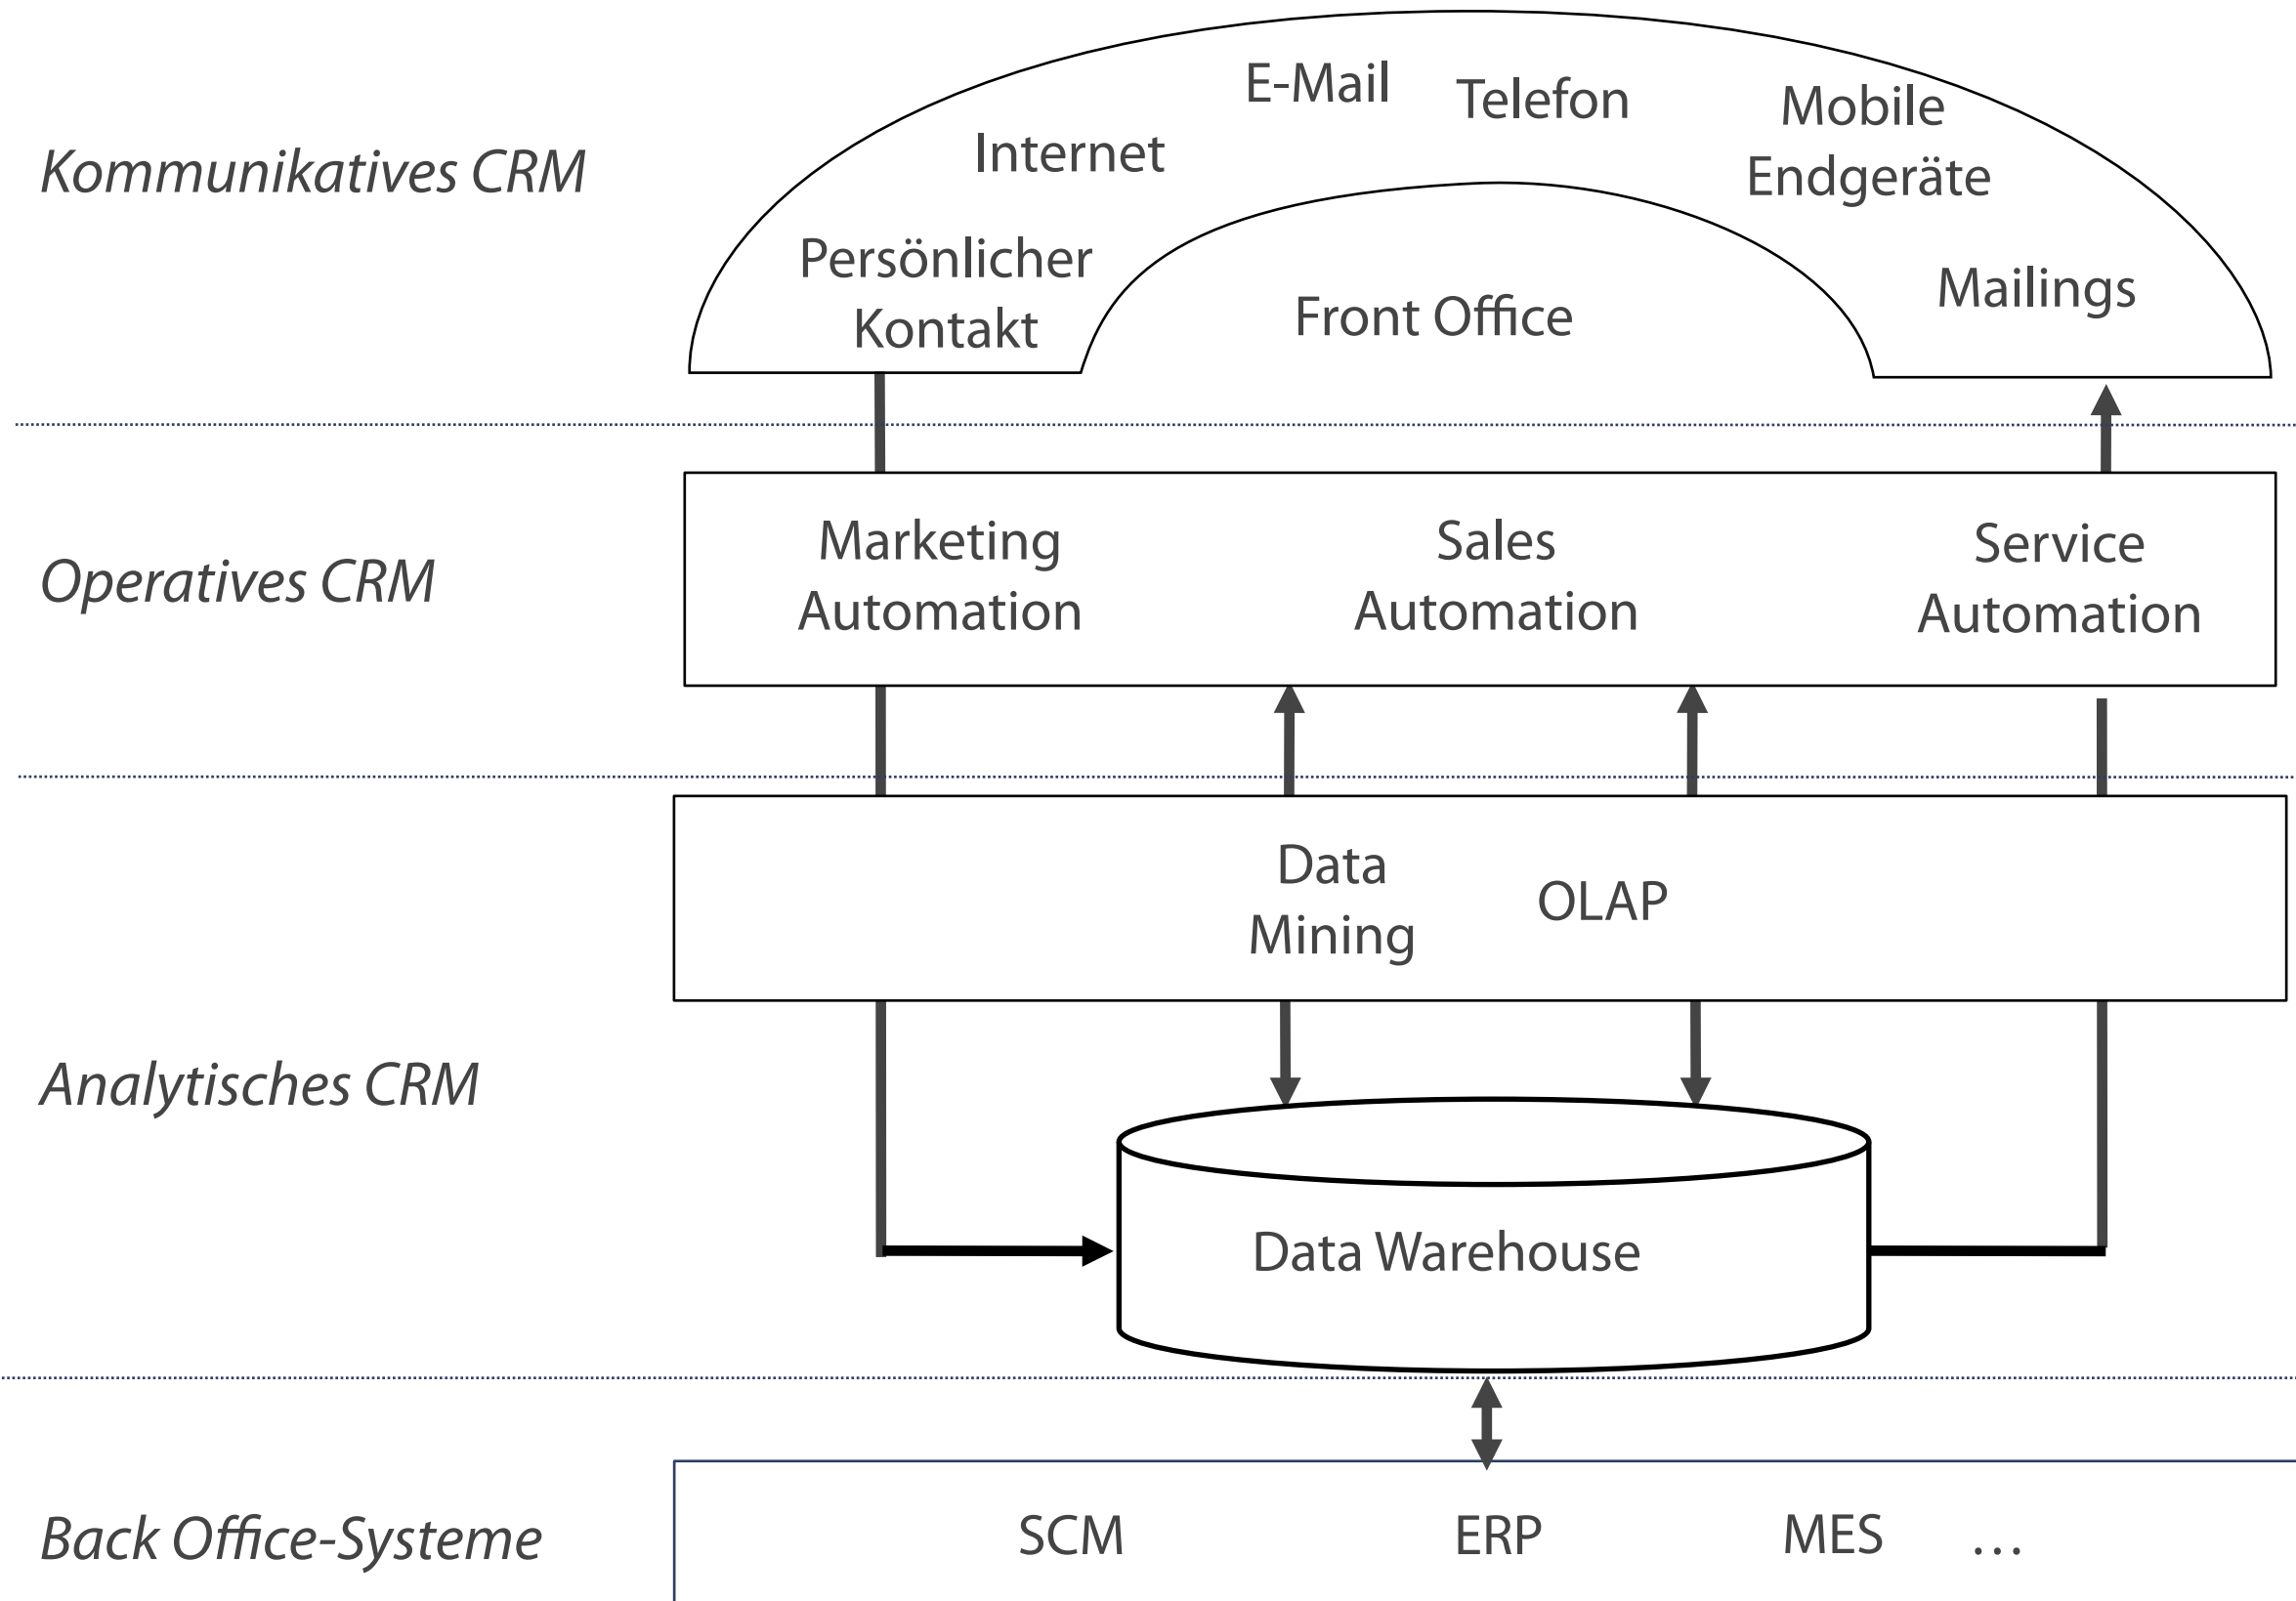 Kommunikatives CRM
E-Mail
Telefon
Mobile
Endgeräte
Internet
Persönlicher
Kontakt
Front Office
Mailings
Operatives CRM
Marketing
Automation
Sales
Automation
Service
Automation
Analytisches CRM
Data
Mining
OLAP
Data Warehouse
Back Office-Systeme
SCM
ERP
MES
...